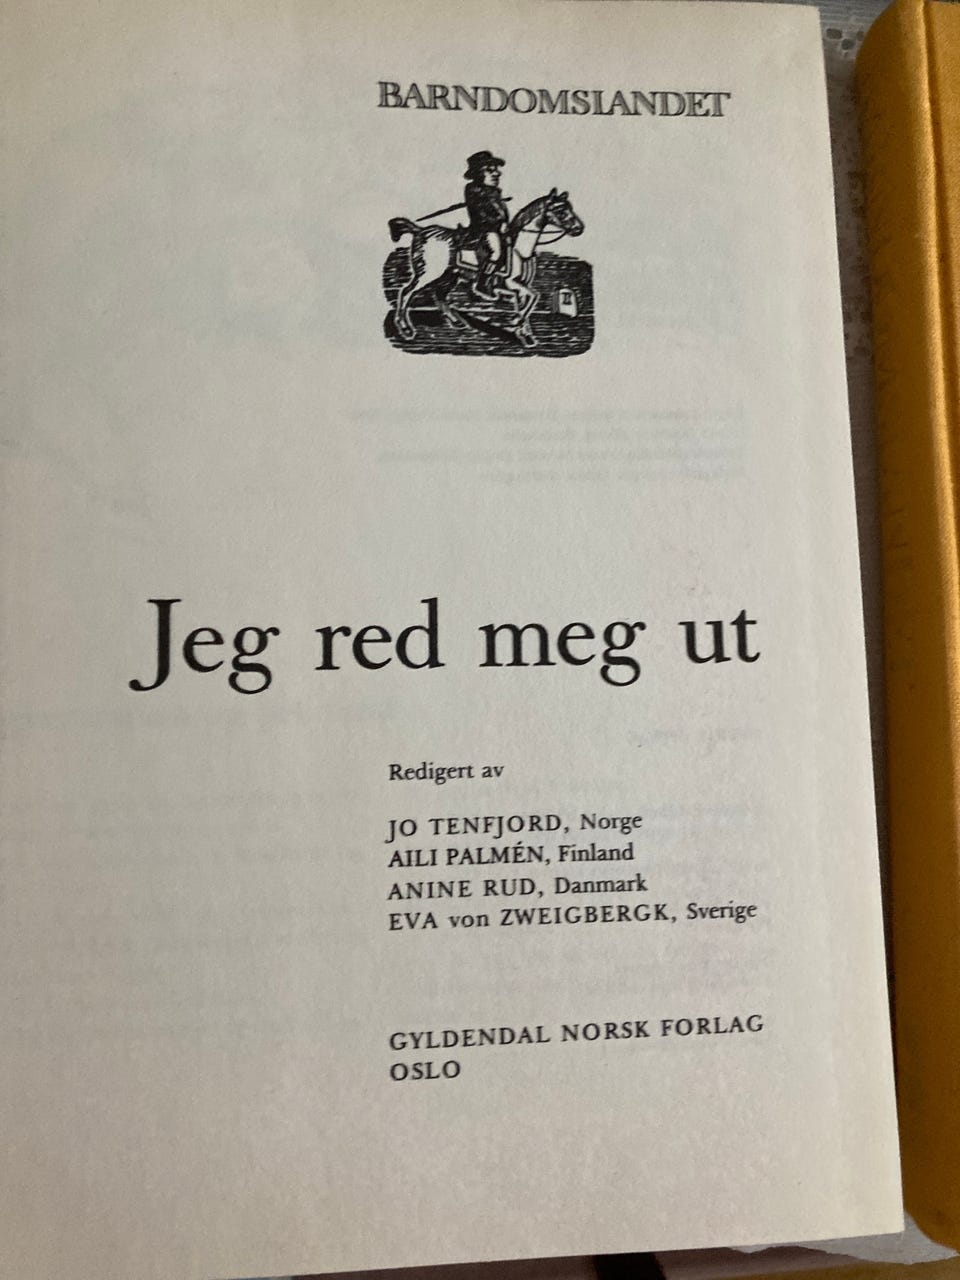 BARNDOMSLANDET
II
Jeg red meg ut
Redigert av
JO TENFJORD, Norge
AILI PALMÉN, Finland
ANINE RUD, Danmark
EVA von ZWEIGBERGK, Sverige
GYLDENDAL NORSK FORLAG
OSLO